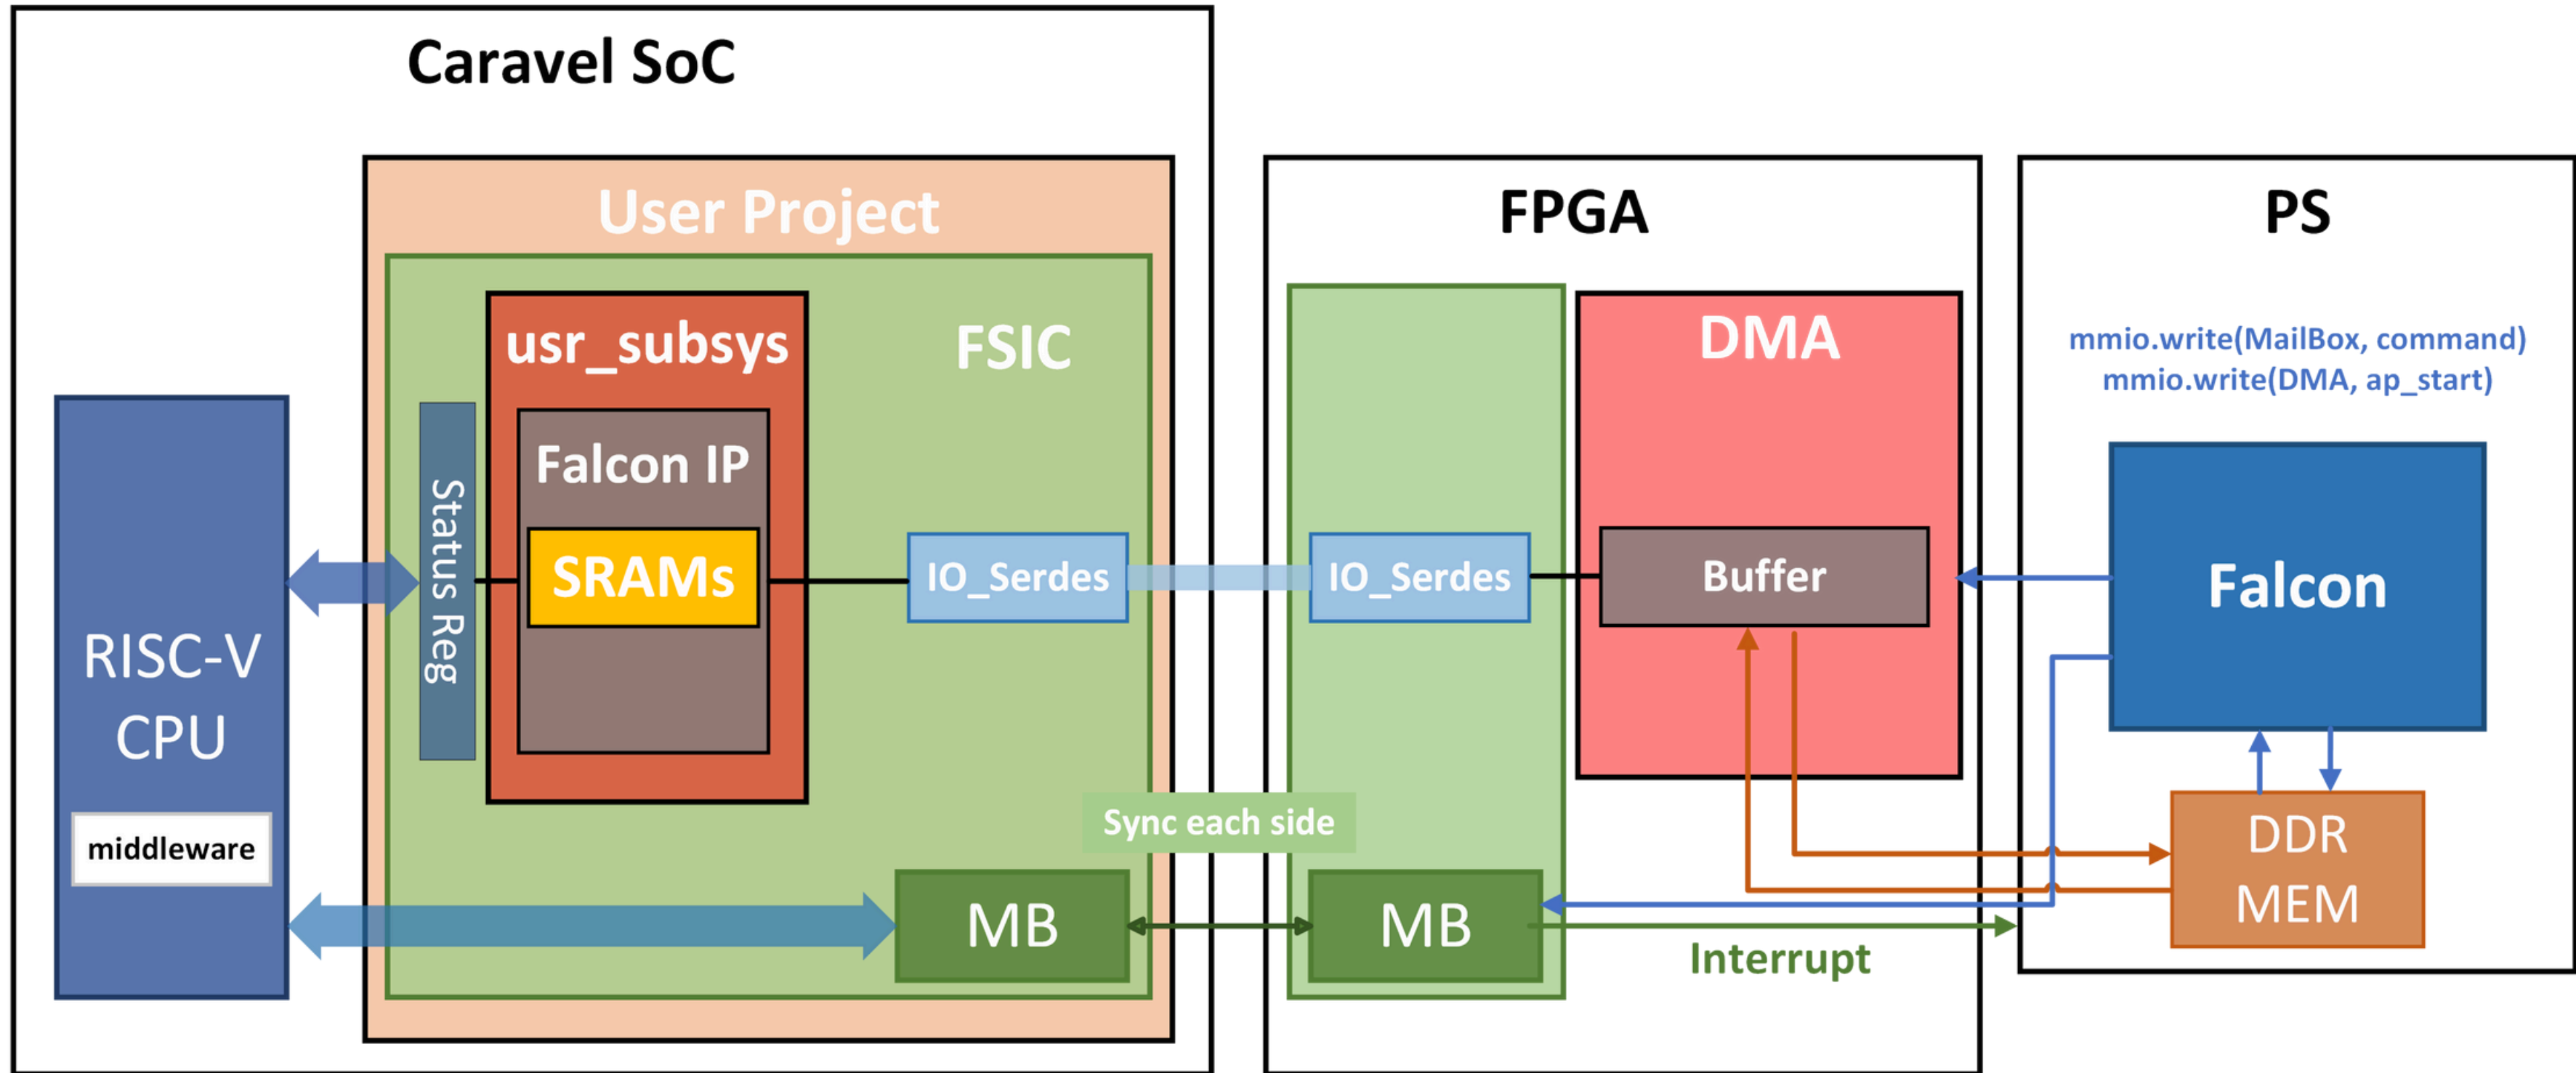 Caravel SoC
User Project
FSIC
usr_subsys
Falcon IP
SRAMs
Status Reg
RISC-V
CPU
middleware
IO_Serdes
MB
Sync each side
FPGA
IO_Serdes
MB
DMA
Buffer
Interrupt
PS
mmio.write(MailBox, command)
mmio.write(DMA, ap_start)
Falcon
DDR
MEM